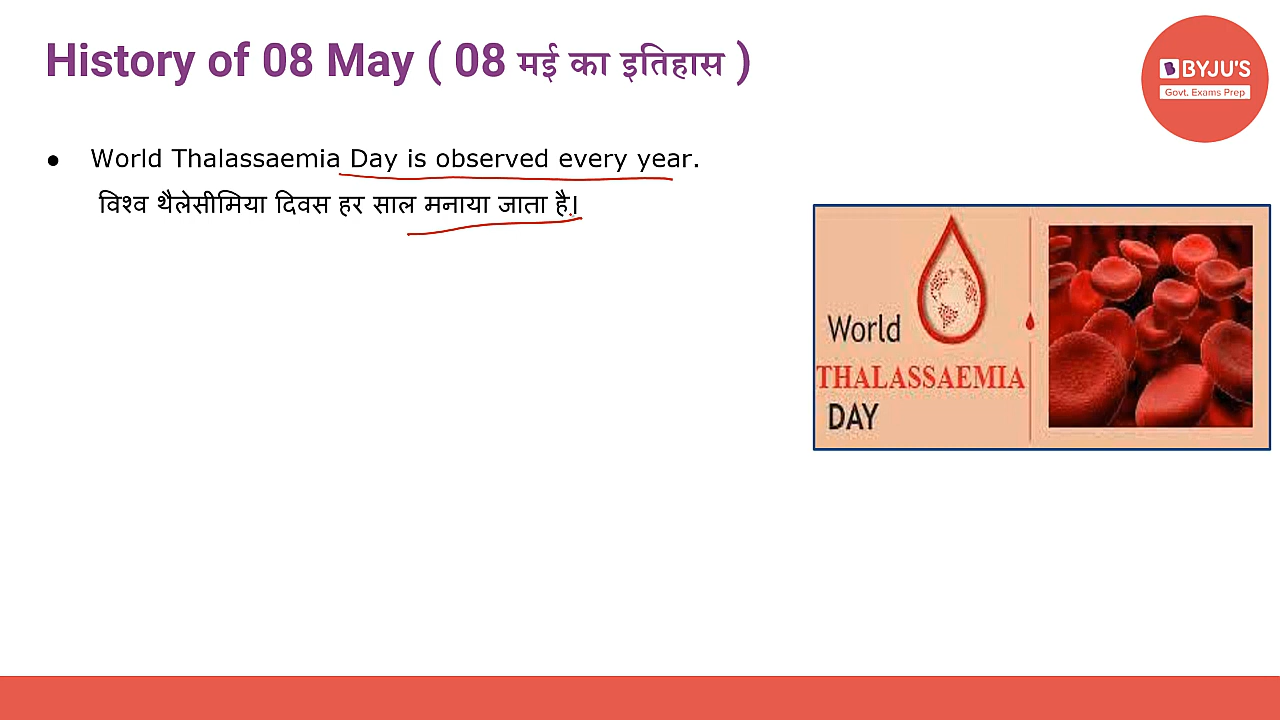 History of 08 May ( 08 मई का इतिहास )
BYJU'S
Govt. Exams Prep
● World Thalassaemia Day is observed every year.
विश्व थैलेसीमिया दिवस हर साल मनाया जाता है।
World
THALASSAEMIA
DAY